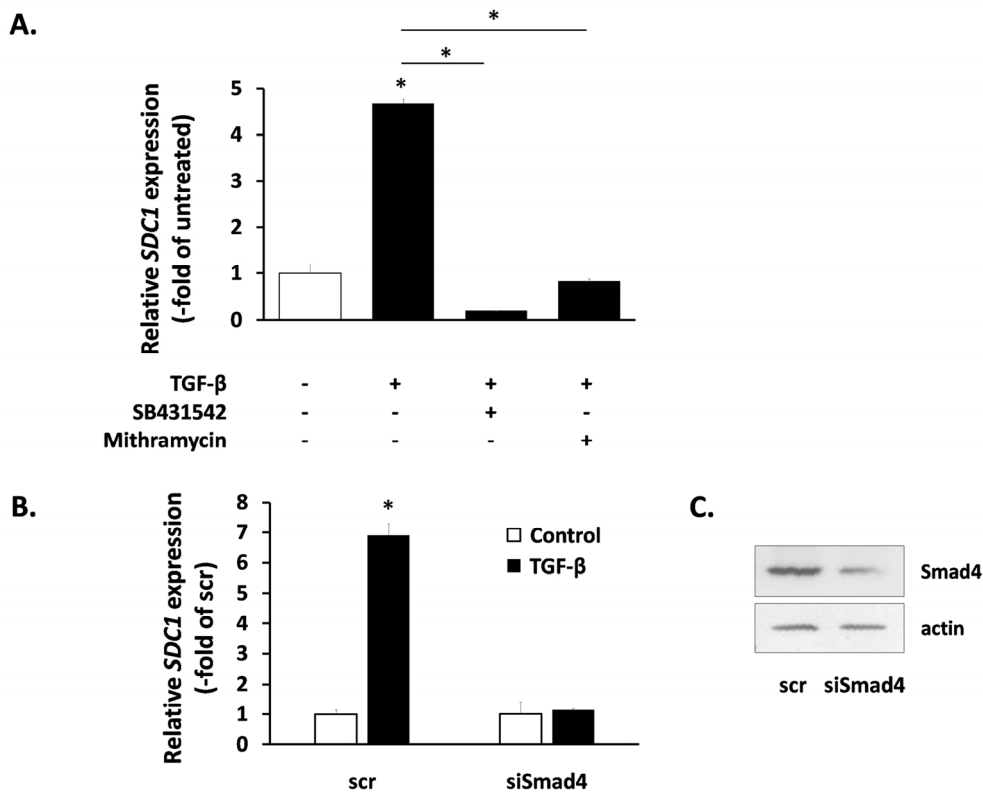 A.
*
*
*
Relative SDC1 expression
(-fold of untreated)
5
4
3
2
1
0
TGF-β - + + +
SB431542 - - + -
Mithramycin - - - +
B.
Relative SDC1 expression
(-fold of scr)
8
7
6
5
4
3
2
1
0
*
Control
TGF-β
scr siSmad4
C.
Smad4
actin
scr siSmad4